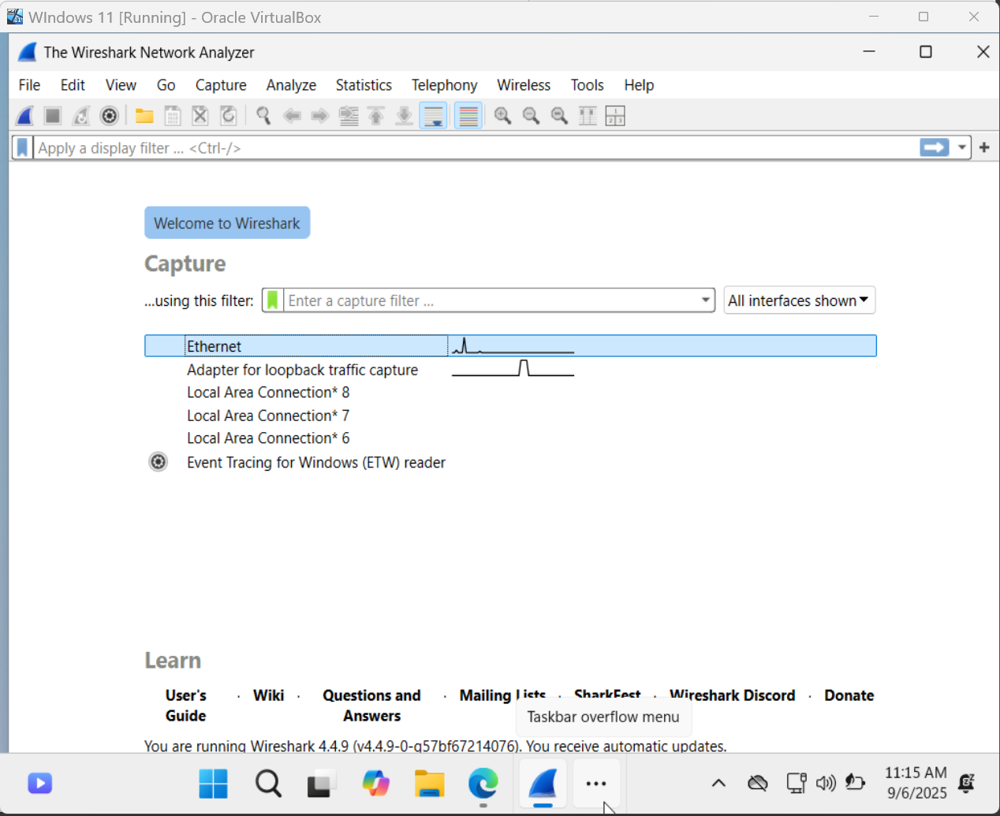 WIndows 11 [Running] - Oracle VirtualBox
The Wireshark Network Analyzer
File Edit View Go Capture Analyze Statistics Telephony Wireless Tools Help
Apply a display filter ... <Ctrl-/>
Welcome to Wireshark
Capture
...using this filter: Enter a capture filter ... All interfaces shown
Ethernet
Adapter for loopback traffic capture
Local Area Connection* 8
Local Area Connection* 7
Local Area Connection* 6
Event Tracing for Windows (ETW) reader
Learn
User's Guide · Wiki · Questions and Answers · Mailing Lists · SharkFest · Wireshark Discord · Donate
Taskbar overflow menu
You are running Wireshark 4.4.9 (v4.4.9-0-g57bf67214076). You receive automatic updates.
11:15 AM
9/6/2025